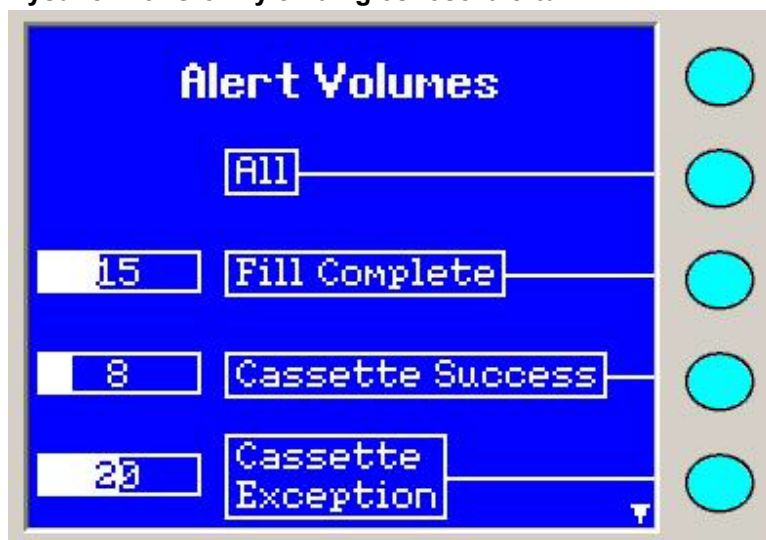 Alert Volumes
All
15 Fill Complete
8 Cassette Success
20 Cassette
Exception